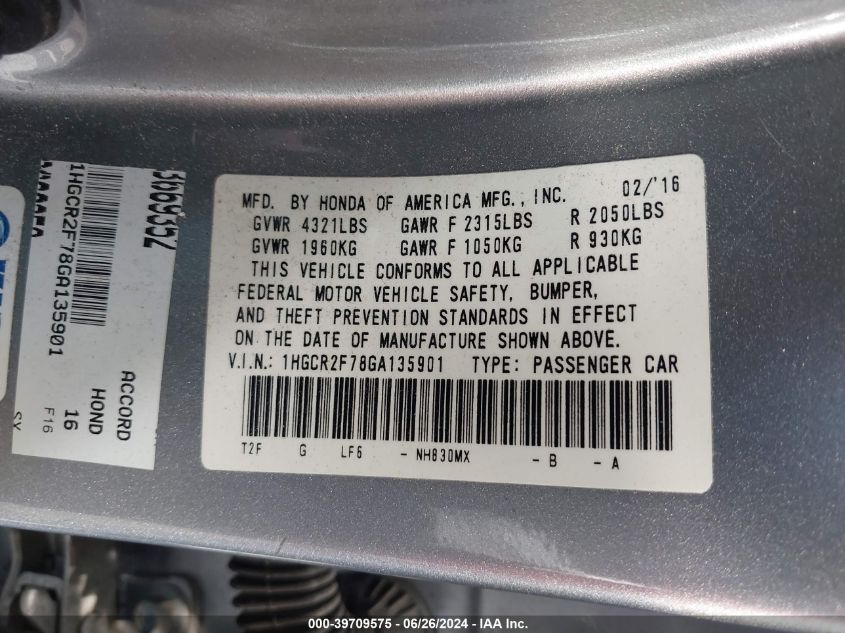 MFD. BY HONDA OF AMERICA MFG., INC. 02/'16
GVWR 4321LBS GAWR F 2315LBS R 2050LBS
GVWR 1960KG GAWR F 1050KG R 930KG
THIS VEHICLE CONFORMS TO ALL APPLICABLE
FEDERAL MOTOR VEHICLE SAFETY, BUMPER,
AND THEFT PREVENTION STANDARDS IN EFFECT
ON THE DATE OF MANUFACTURE SHOWN ABOVE.
V.I.N.: 1HGCR2F78GA135901 TYPE: PASSENGER CAR
T2F G LF6 - NH830MX - B - A
1HGCR2F78GA135901
ACCORD
HOND
16
F16
SY
000-39709575 - 06/26/2024 - IAA Inc.